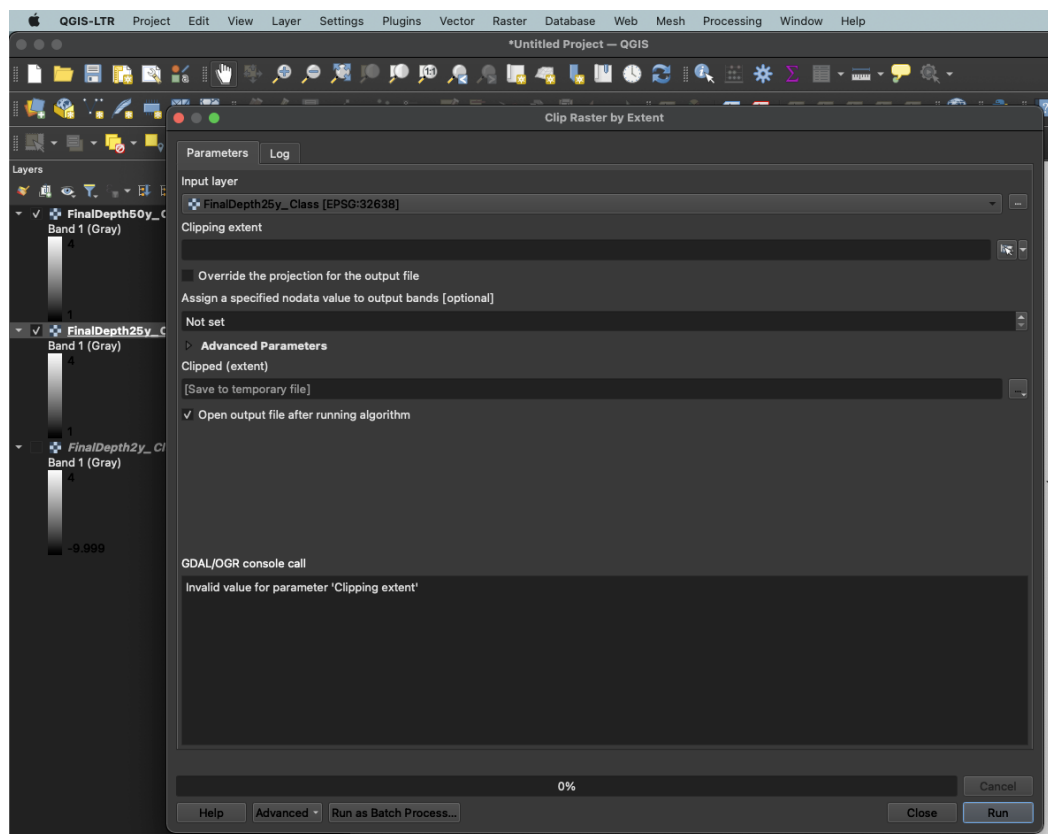 QGIS-LTR Project Edit View Layer Settings Plugins Vector Raster Database Web Mesh Processing Window Help
*Untitled Project — QGIS
Clip Raster by Extent
Parameters Log
Layers
Input layer
FinalDepth25y_Class [EPSG:32638]
FinalDepth50y_C
Band 1 (Gray)
4
1
Clipping extent
Override the projection for the output file
Assign a specified nodata value to output bands [optional]
Not set
FinalDepth25y_C
Band 1 (Gray)
4
1
Advanced Parameters
Clipped (extent)
[Save to temporary file]
Open output file after running algorithm
FinalDepth2y_ Cl
Band 1 (Gray)
4
-9.999
GDAL/OGR console call
Invalid value for parameter 'Clipping extent'
0%
Cancel
Help Advanced Run as Batch Process... Close Run